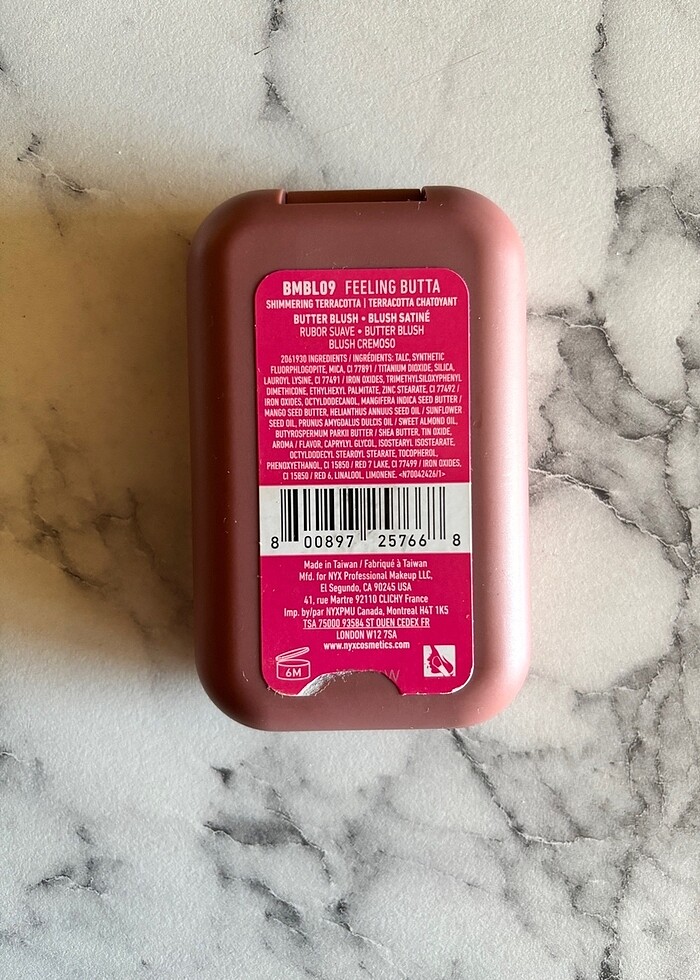 BMBL09 FEELING BUTTA
SHIMMERING TERRACOTTA | TERRACOTTA CHATOYANT
BUTTER BLUSH • BLUSH SATINÉ
RUBOR SUAVE • BUTTER BLUSH
BLUSH CREMOSO
2061930 INGREDIENTS / INGRÉDIENTS: TALC, SYNTHETIC
FLUORPHLOGOPITE, MICA, CI 77891 / TITANIUM DIOXIDE, SILICA,
LAUROYL LYSINE, CI 77491 / IRON OXIDES, TRIMETHYLSILOXYPHENYL
DIMETHICONE, ETHYLHEXYL PALMITATE, ZINC STEARATE, CI 77492 /
IRON OXIDES, OCTYLDODECANOL, MANGIFERA INDICA SEED BUTTER /
MANGO SEED BUTTER, HELIANTHUS ANNUUS SEED OIL / SUNFLOWER
SEED OIL, PRUNUS AMYGDALUS DULCIS OIL / SWEET ALMOND OIL,
BUTYROSPERMUM PARKII BUTTER / SHEA BUTTER, TIN OXIDE,
AROMA / FLAVOR, CAPRYLYL GLYCOL, ISOSTEARYL ISOSTEARATE,
OCTYLDODECYL STEAROYL STEARATE, TOCOPHEROL,
PHENOXYETHANOL, CI 15850 / RED 7 LAKE, CI 77499 / IRON OXIDES,
CI 15850 / RED 6, LINALOOL, LIMONENE. <N70042426/1>
8 00897 25766 8
Made in Taiwan / Fabriqué à Taiwan
Mfd. for NYX Professional Makeup LLC,
El Segundo, CA 90245 USA
41, rue Martre 92110 CLICHY France
Imp. by/par NYXPMU Canada, Montreal H4T 1K5
TSA 75000 93584 ST OUEN CEDEX FR
LONDON W12 7SA
www.nyxcosmetics.com
6M